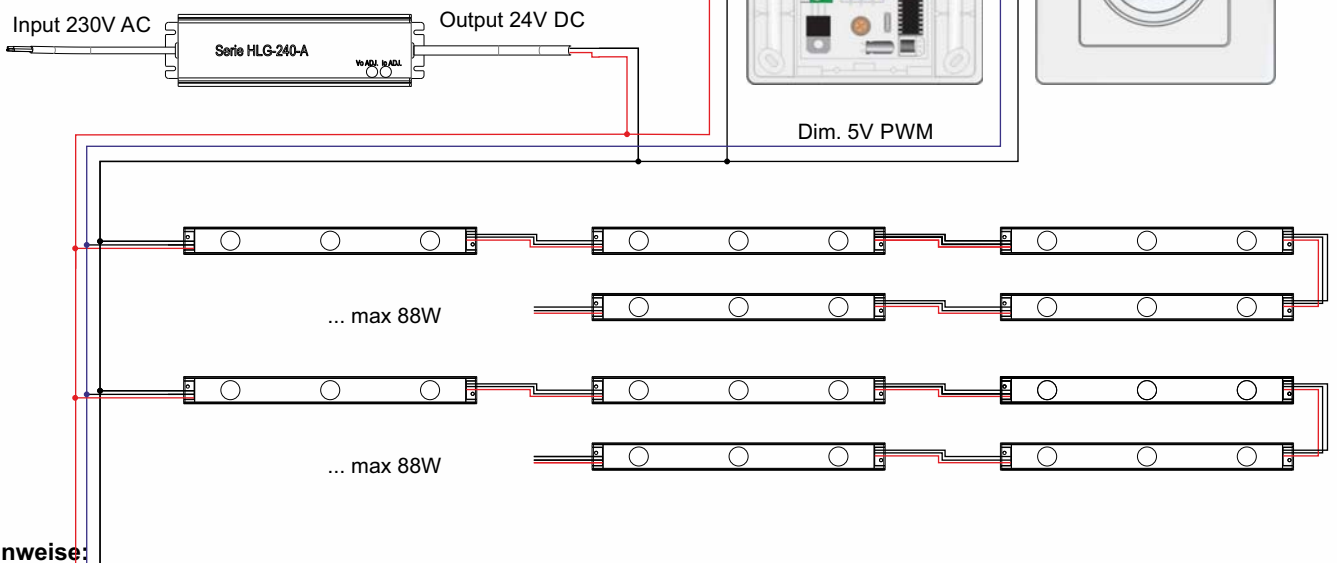 Input 230V AC
Output 24V DC
Serie HLG-240-A
Vo ADJ. Io ADJ.
Dim. 5V PWM
... max 88W
... max 88W
nweise: